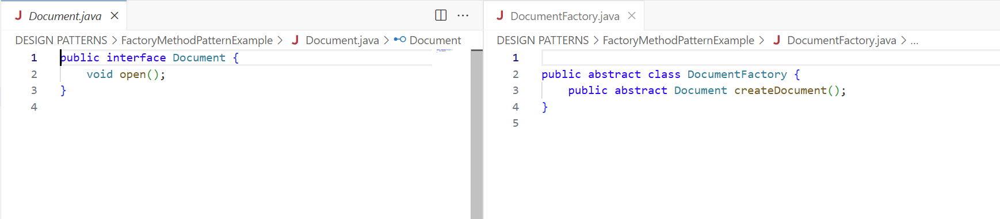 J Document.java ×
DESIGN PATTERNS > FactoryMethodPatternExample > J Document.java > Document
1 public interface Document {
2     void open();
3 }
4
J DocumentFactory.java ×
DESIGN PATTERNS > FactoryMethodPatternExample > J DocumentFactory.java > ...
1
2 public abstract class DocumentFactory {
3     public abstract Document createDocument();
4 }
5